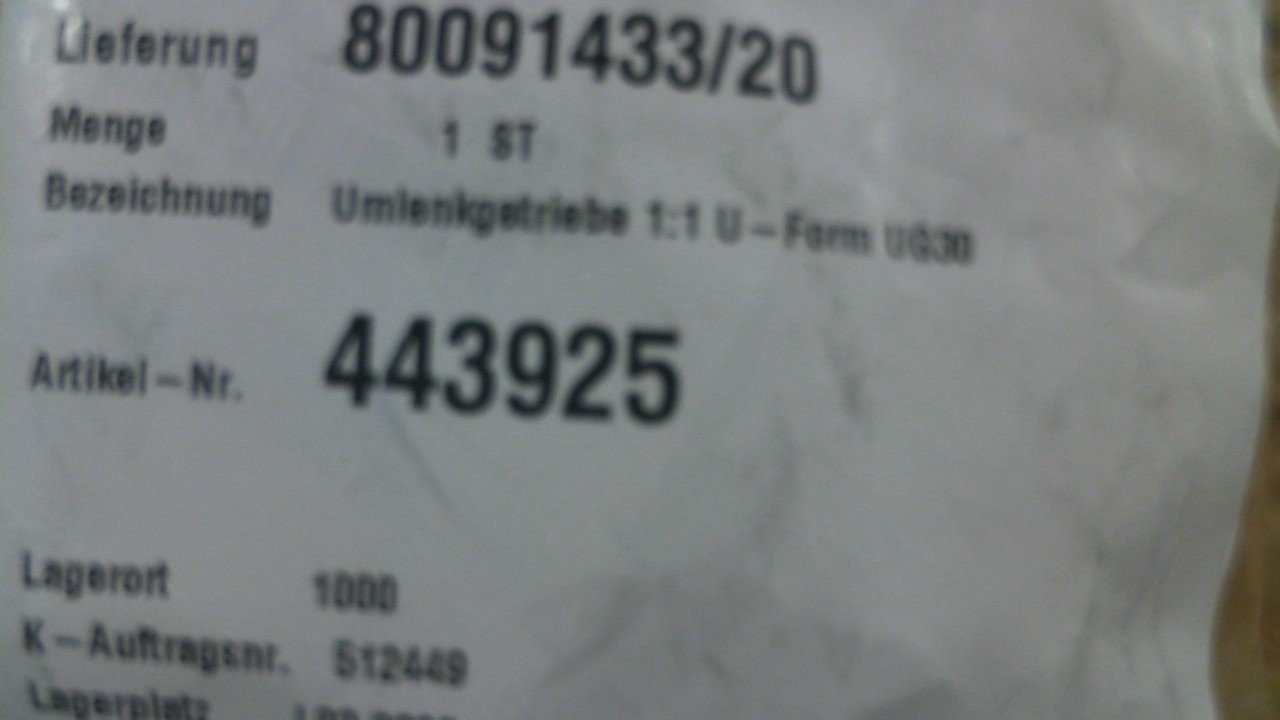 Lieferung 80091433/20
Menge 1 ST
Bezeichnung Umlenkgetriebe 1:1 U-Form UG30
Artikel-Nr. 443925
Lagerort 1000
K-Auftragsnr. 512449
Lagerplatz